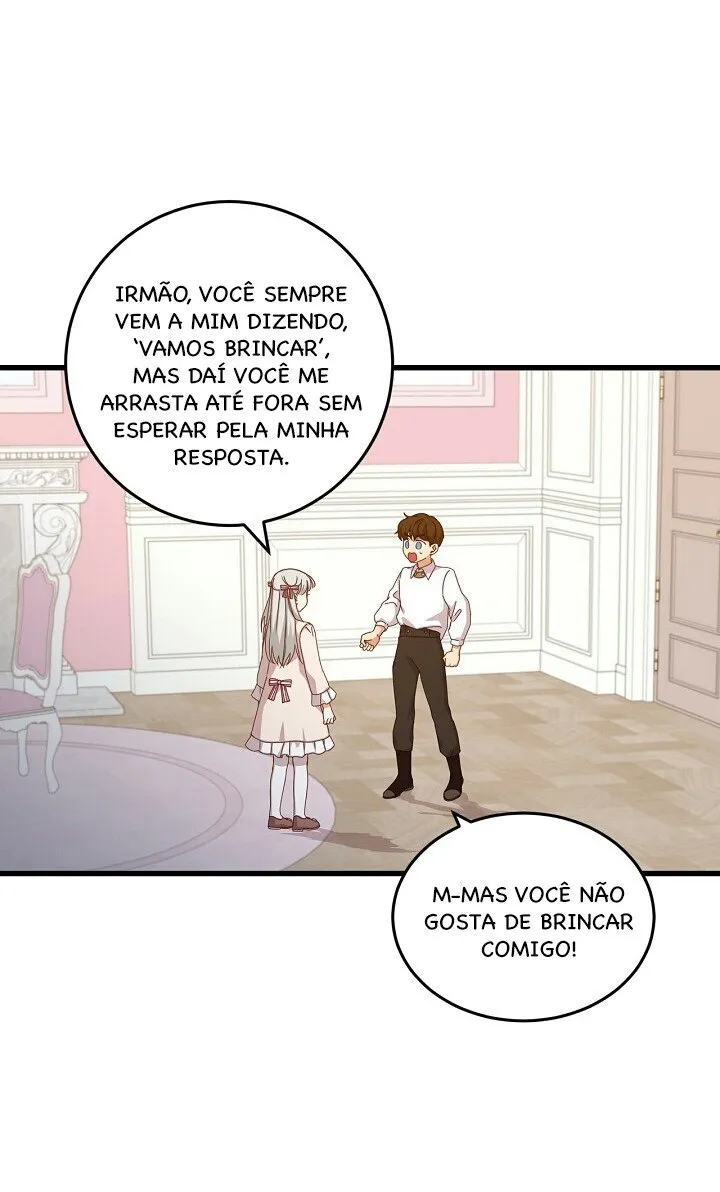 IRMÃO, VOCÊ SEMPRE
VEM A MIM DIZENDO,
‘VAMOS BRINCAR’,
MAS DAÍ VOCÊ ME
ARRASTA ATÉ FORA SEM
ESPERAR PELA MINHA
RESPOSTA.
M-MAS VOCÊ NÃO
GOSTA DE BRINCAR
COMIGO!